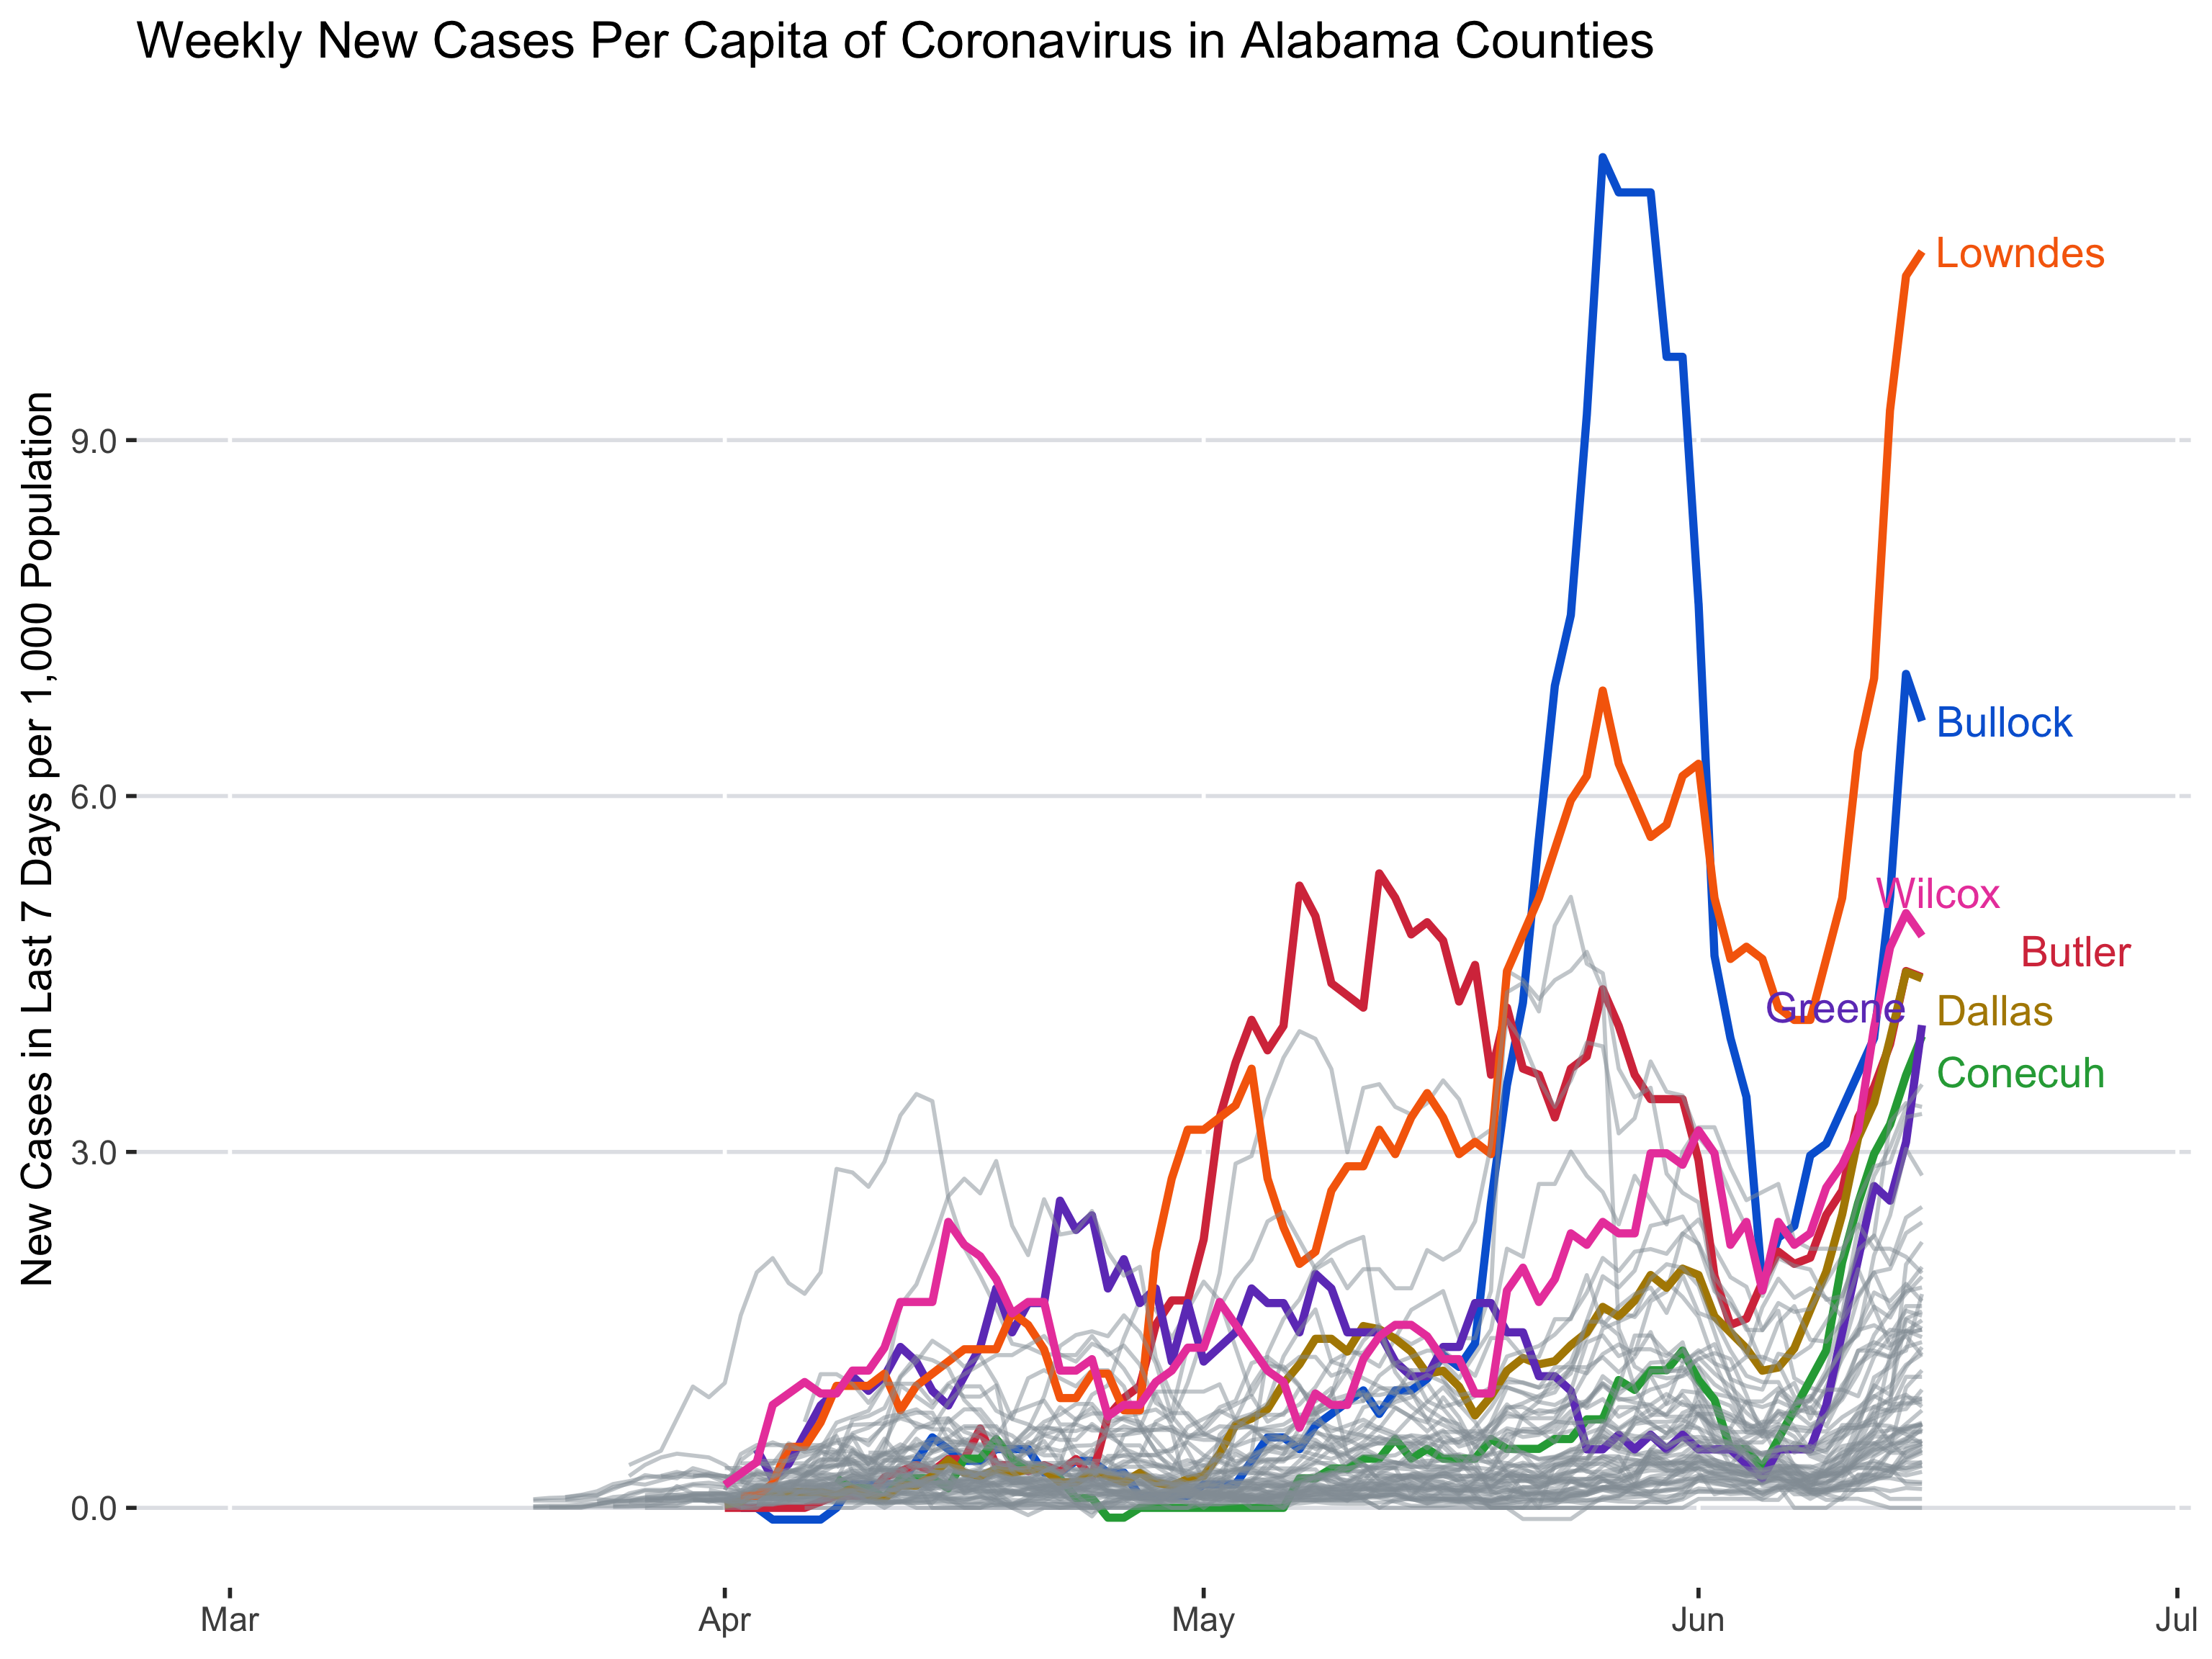 Weekly New Cases Per Capita of Coronavirus in Alabama Counties
New Cases in Last 7 Days per 1,000 Population
9.0
6.0
3.0
0.0
Lowndes
Bullock
Wilcox
Butler
Greene
Dallas
Conecuh
Mar
Apr
May
Jun
Jul